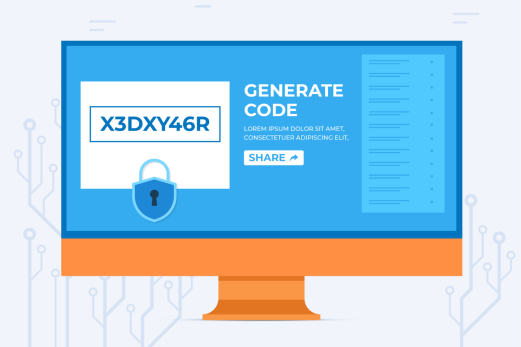 X3DXY46R
GENERATE
CODE
LOREM IPSUM DOLOR SIT AMET,
CONSECTETUER ADIPISCING ELIT,
SHARE